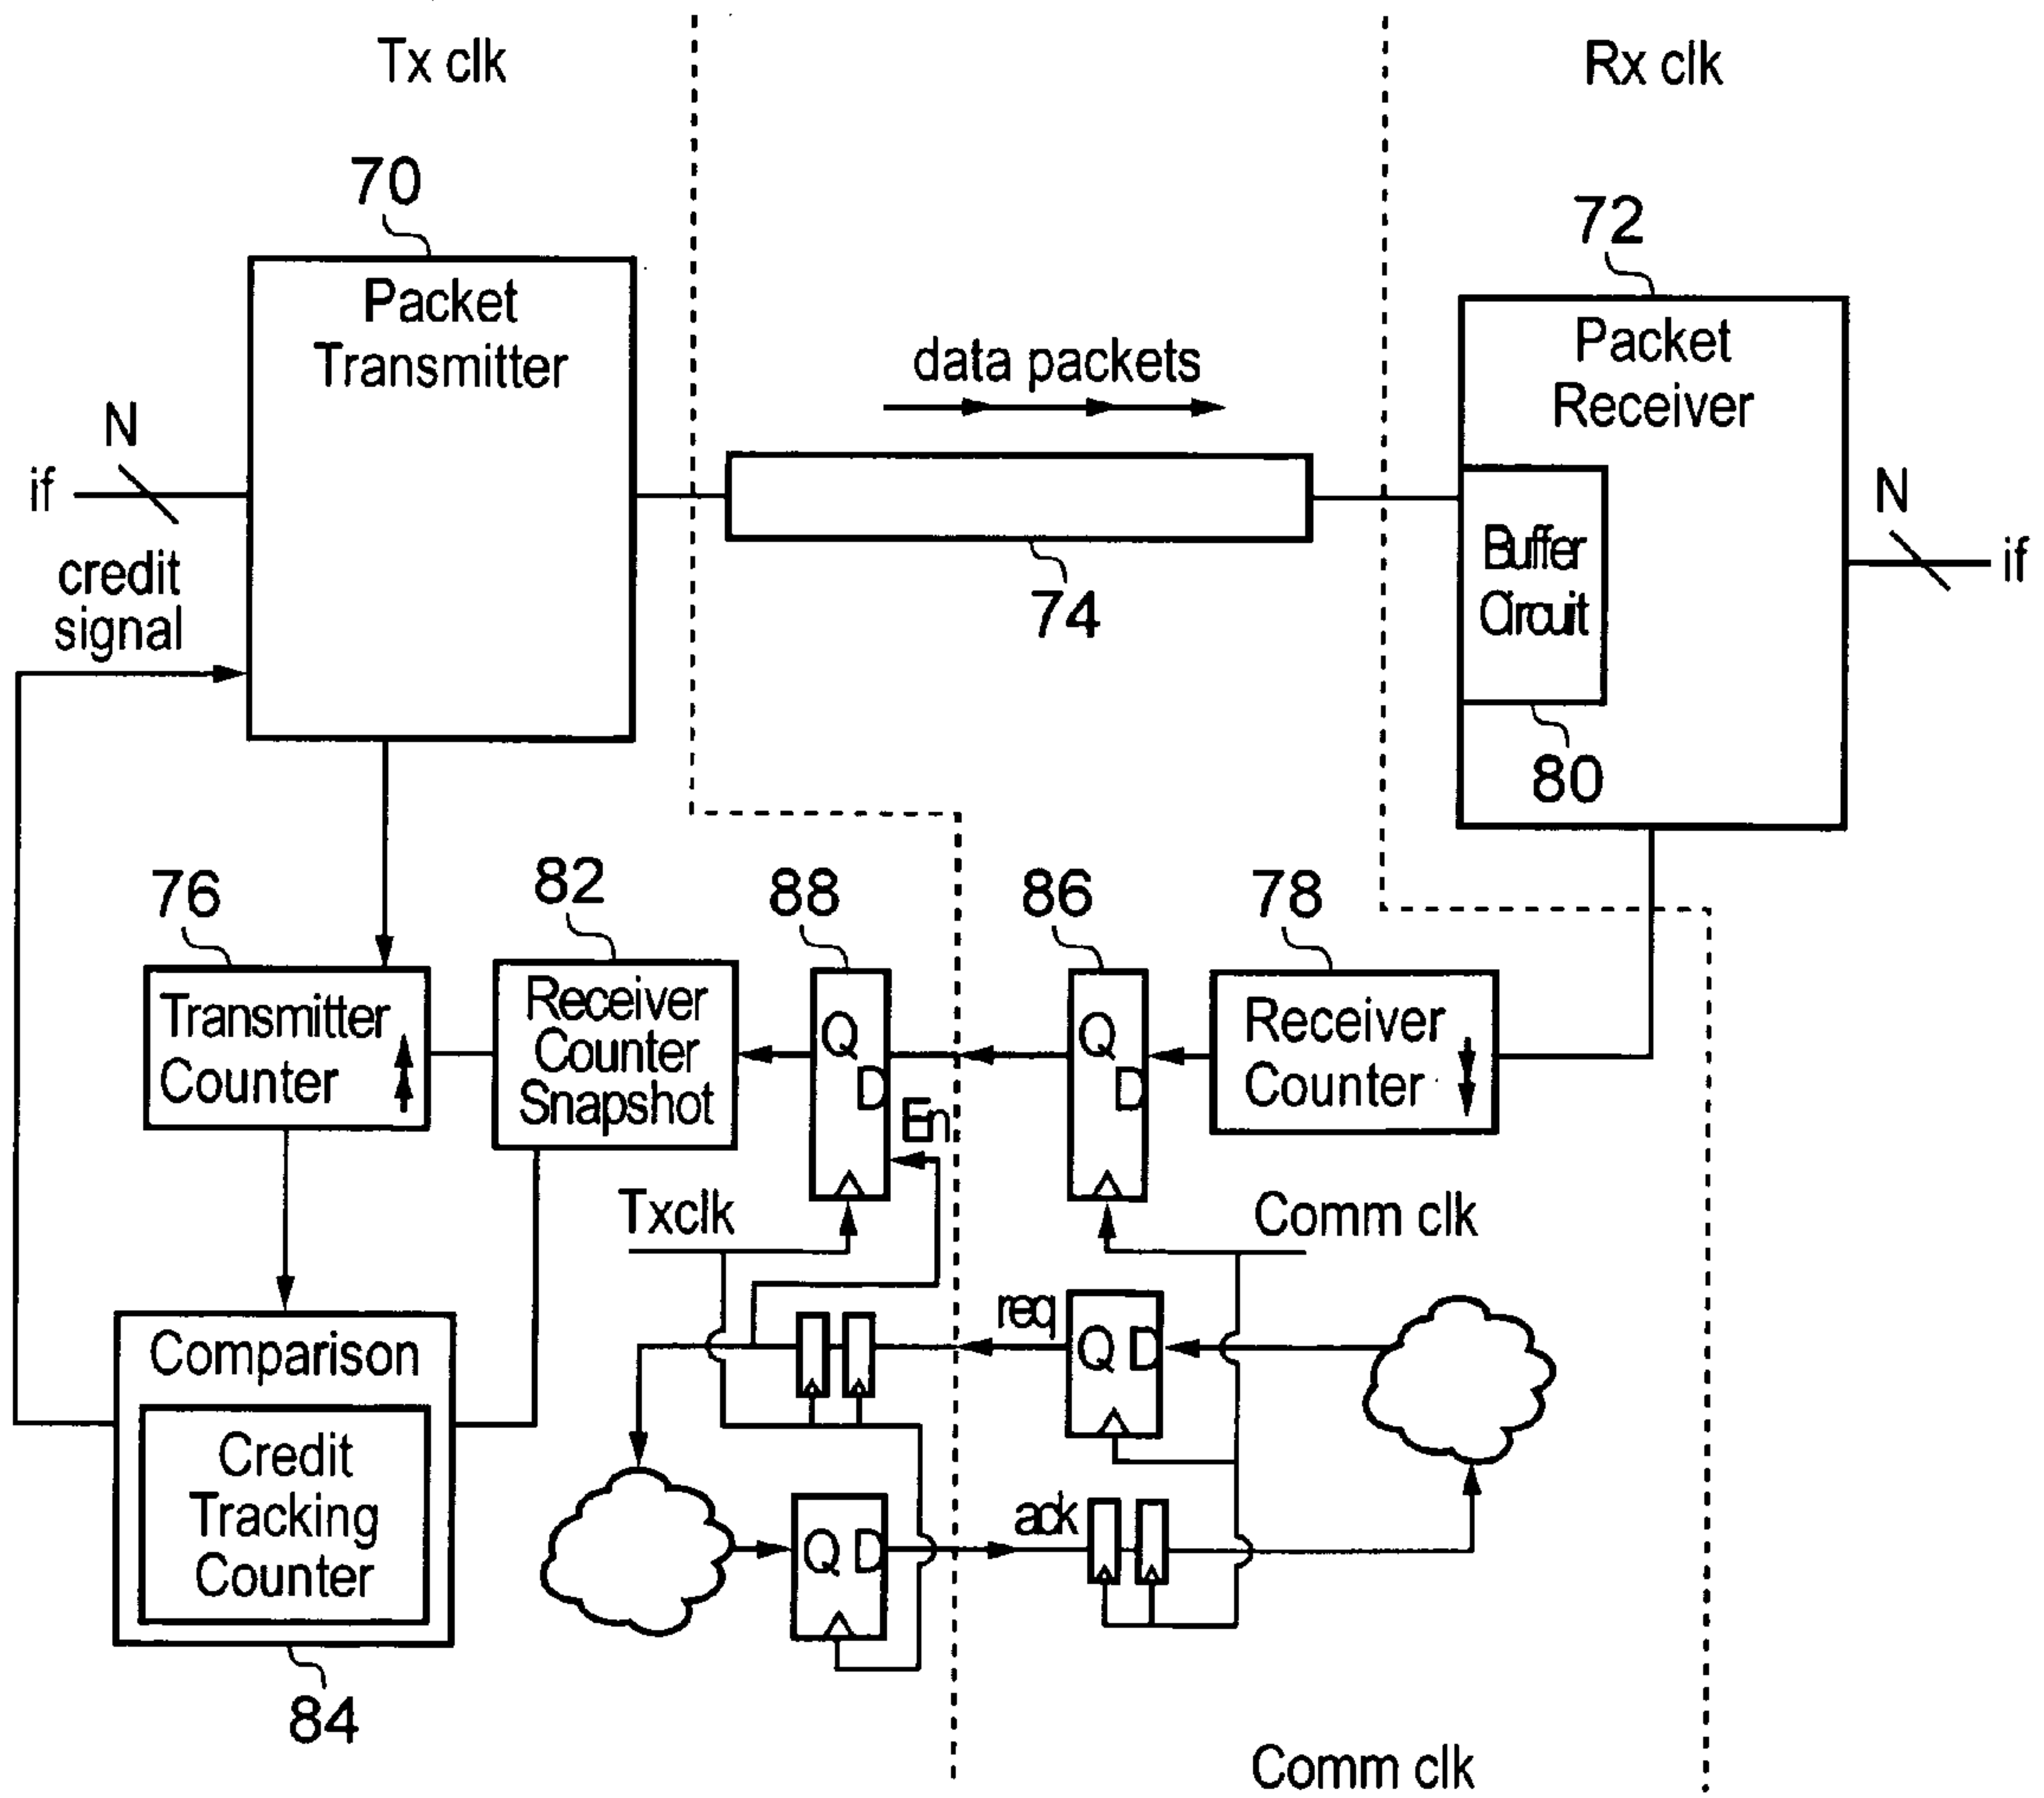 Tx clk
Rx clk
70
72
Packet
Transmitter
Packet
Receiver
data packets
N
if
N
if
credit
signal
Buffer
Circuit
74
80
76
82
88
86
78
Transmitter
Counter
Receiver
Counter
Snapshot
Q
D
En
Q
D
Receiver
Counter
Txclk
Comm clk
req
Q D
Comparison
Credit
Tracking
Counter
Q D
ack
84
Comm clk